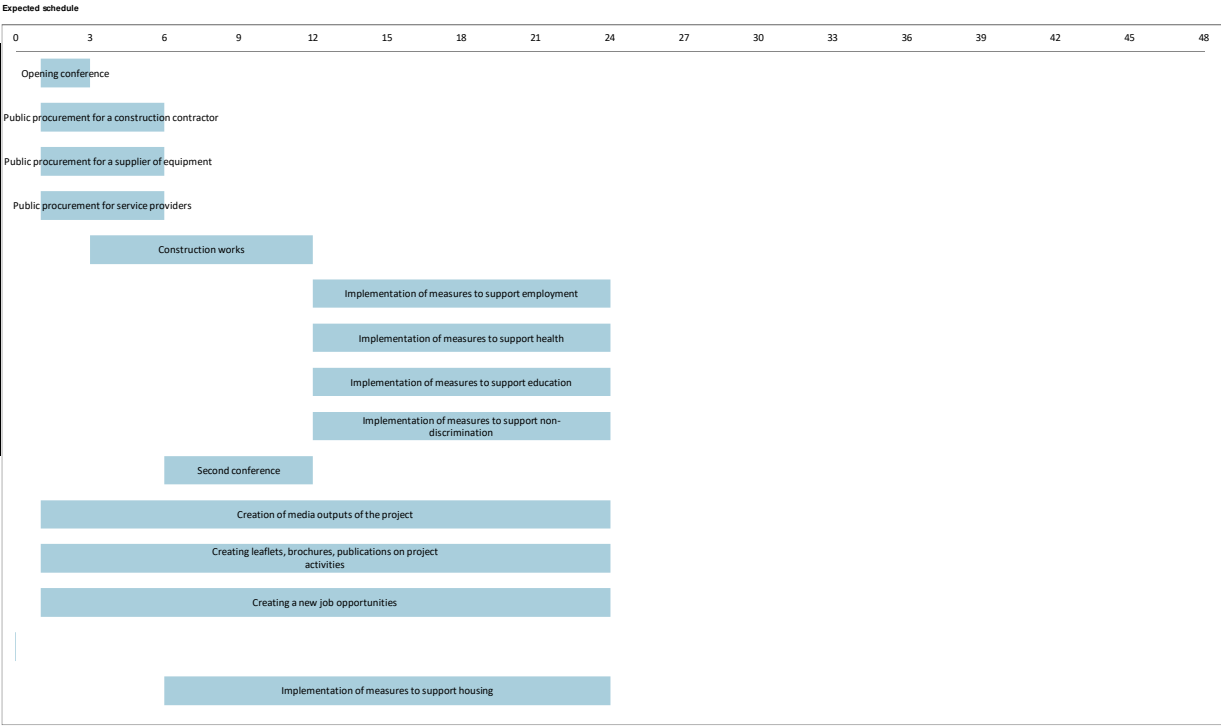 Expected schedule
0 3 6 9 12 15 18 21 24 27 30 33 36 39 42 45 48
Opening conference
Public procurement for a construction contractor
Public procurement for a supplier of equipment
Public procurement for service providers
Construction works
Implementation of measures to support employment
Implementation of measures to support health
Implementation of measures to support education
Implementation of measures to support non-
discrimination
Second conference
Creation of media outputs of the project
Creating leaflets, brochures, publications on project
activities
Creating a new job opportunities
Implementation of measures to support housing